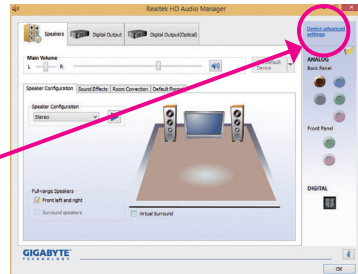 Realtek HD Audio Manager
Speakers
Digital Output
Digital Output(Optical)
Device advanced
settings
Main Volume
L
R
Device
ANALOG
Back Panel
Speaker Configuration
Sound Effects
Room Correction
Default Format
Speaker Configuration
Stereo
Front Panel
Full-range Speakers
Front left and right
Surround speakers
Virtual Surround
DIGITAL
GIGABYTE
TECHNOLOGY
OK